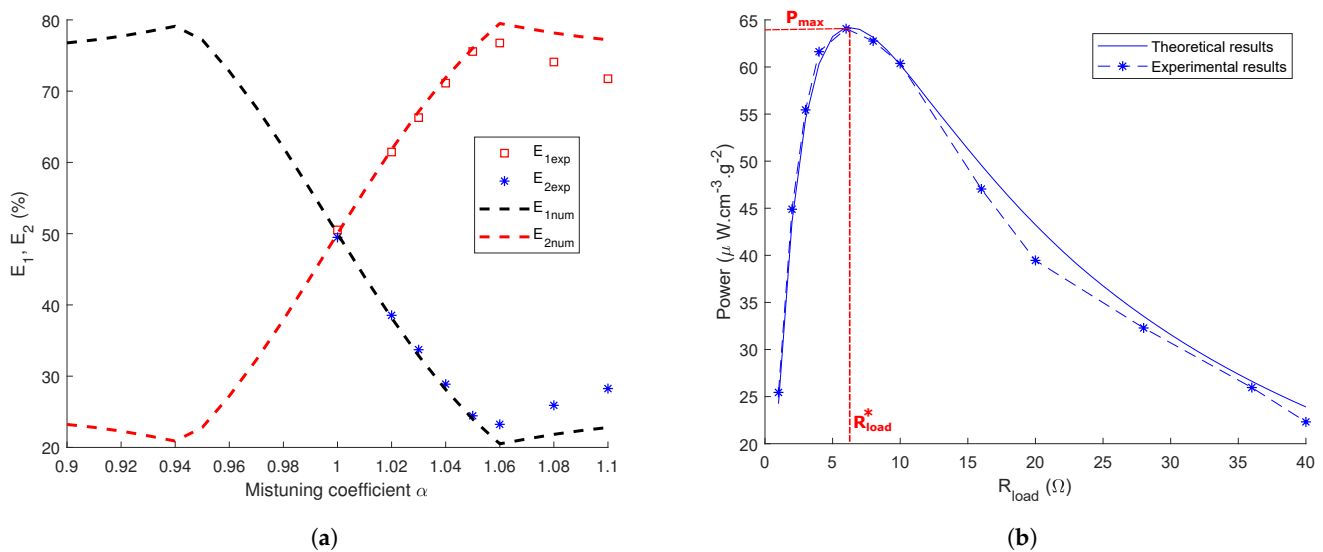 80
70
60
50
40
30
20
E1, E2 (%)
0.9 0.92 0.94 0.96 0.98 1 1.02 1.04 1.06 1.08 1.1
Mistuning coefficient α
E1exp
E2exp
E1num
E2num
(a)
Pmax
65
60
55
50
45
40
35
30
25
20
Power (μ W.cm-3.g-2)
Theoretical results
Experimental results
R*load
0 5 10 15 20 25 30 35 40
Rload (Ω)
(b)